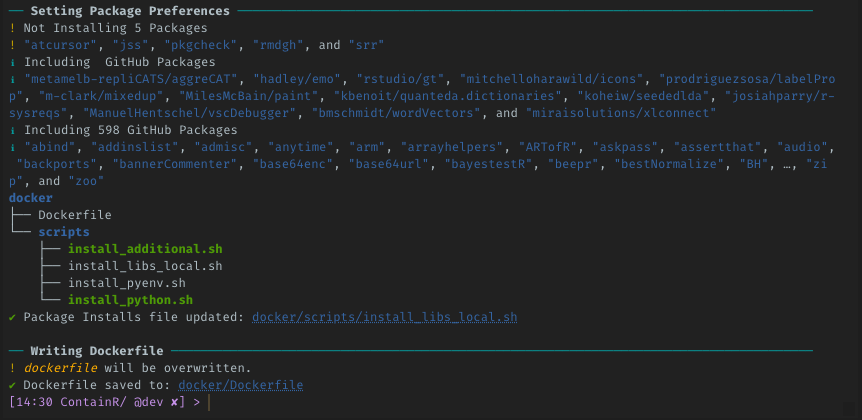 ── Setting Package Preferences ──
! Not Installing 5 Packages
! "atcursor", "jss", "pkgcheck", "rmdgh", and "srr"
ℹ Including  GitHub Packages
ℹ "metamelb-repliCATS/aggreCAT", "hadley/emo", "rstudio/gt", "mitchelloharawild/icons", "prodriguezsosa/labelPro
p", "m-clark/mixedup", "MilesMcBain/paint", "kbenoit/quanteda.dictionaries", "koheiw/seededlda", "josiahparry/r-
sysreqs", "ManuelHentschel/vscDebugger", "bmschmidt/wordVectors", and "miraisolutions/xlconnect"
ℹ Including 598 GitHub Packages
ℹ "abind", "addinslist", "admisc", "anytime", "arm", "arrayhelpers", "ARTofR", "askpass", "assertthat", "audio",
"backports", "bannerCommenter", "base64enc", "base64url", "bayestestR", "beepr", "bestNormalize", "BH", …, "zi
p", and "zoo"
docker
├── Dockerfile
└── scripts
    ├── install_additional.sh
    ├── install_libs_local.sh
    ├── install_pyenv.sh
    └── install_python.sh
✔ Package Installs file updated: docker/scripts/install_libs_local.sh
── Writing Dockerfile ──
! dockerfile will be overwritten.
✔ Dockerfile saved to: docker/Dockerfile
[14:30 ContainR/ @dev ✘] >